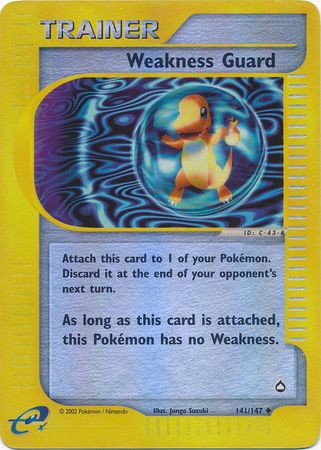 TRAINER
Weakness Guard
ID: C-43-#
Attach this card to 1 of your Pokémon.
Discard it at the end of your opponent's
next turn.
As long as this card is attached,
this Pokémon has no Weakness.
e
© 2002 Pokémon / Nintendo
Illus. Jungo Suzuki
141/147 ◆